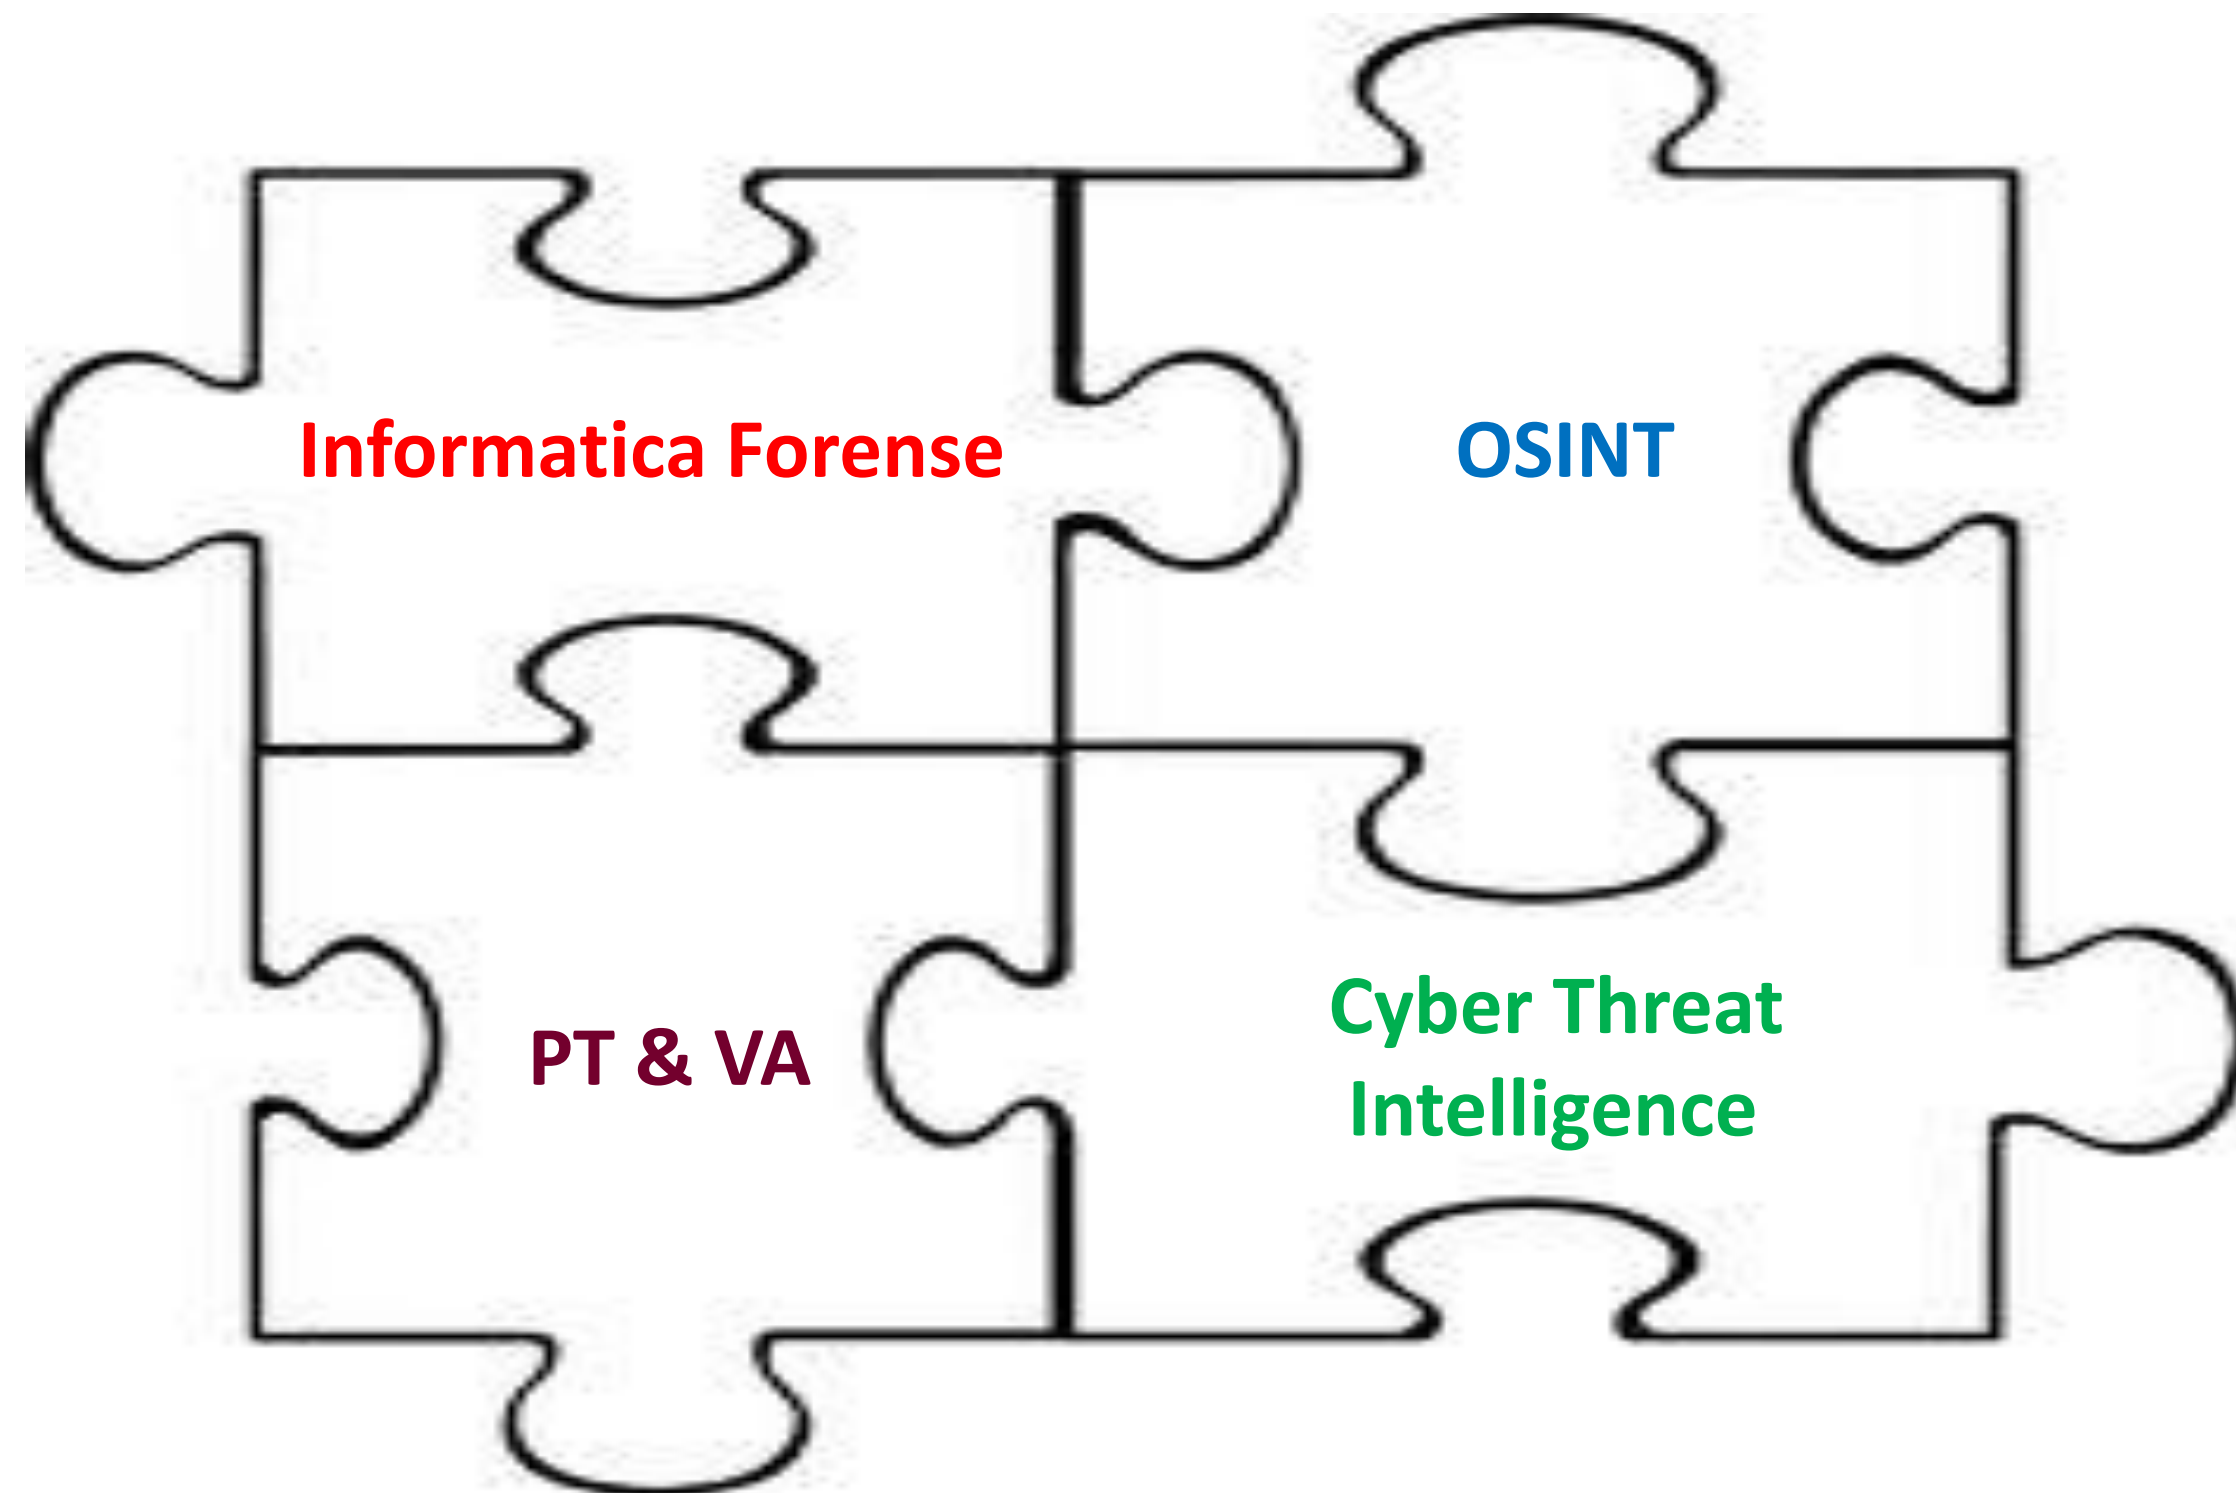 Informatica Forense
OSINT
PT & VA
Cyber Threat
Intelligence